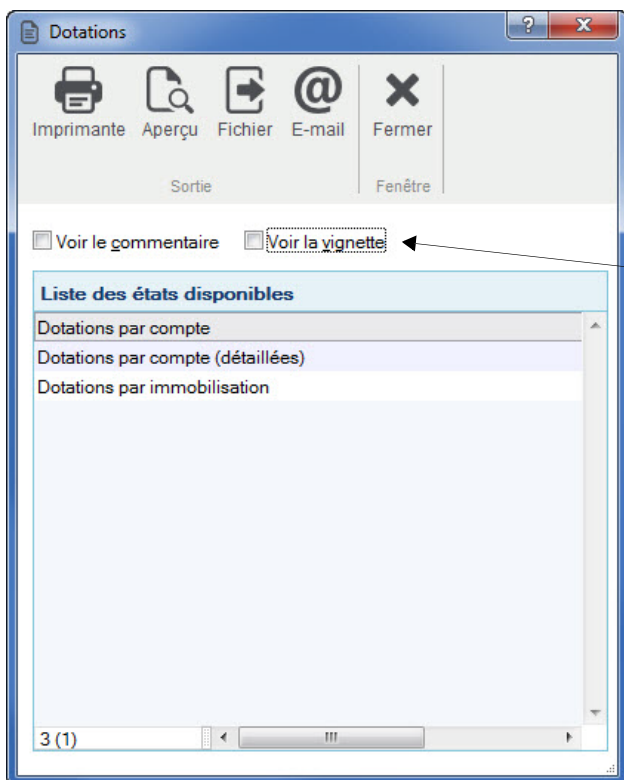 Dotations
?
Imprimante Aperçu Fichier E-mail Fermer
Sortie Fenêtre
Voir le commentaire Voir la vignette
Liste des états disponibles
Dotations par compte
Dotations par compte (détaillées)
Dotations par immobilisation
3 (1)